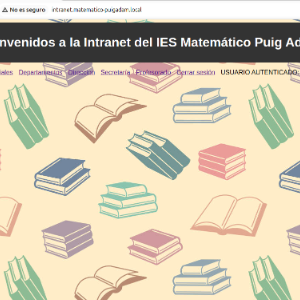 No es seguro intranet.matematico-puigadam.local
nvenidos a la Intranet del IES Matemático Puig Ad
iales Departamentos Dirección Secretaría Profesorado Cerrar sesión USUARIO AUTENTICADO: